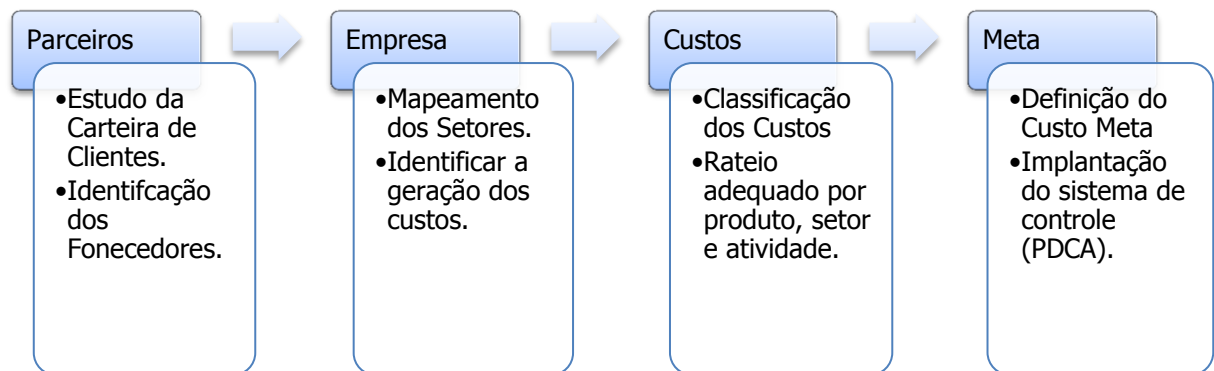 Parceiros
•Estudo da
Carteira de
Clientes.
•Identifcação
dos
Fonecedores.
Empresa
•Mapeamento
dos Setores.
•Identificar a
geração dos
custos.
Custos
•Classificação
dos Custos
•Rateio
adequado por
produto, setor
e atividade.
Meta
•Definição do
Custo Meta
•Implantação
do sistema de
controle
(PDCA).